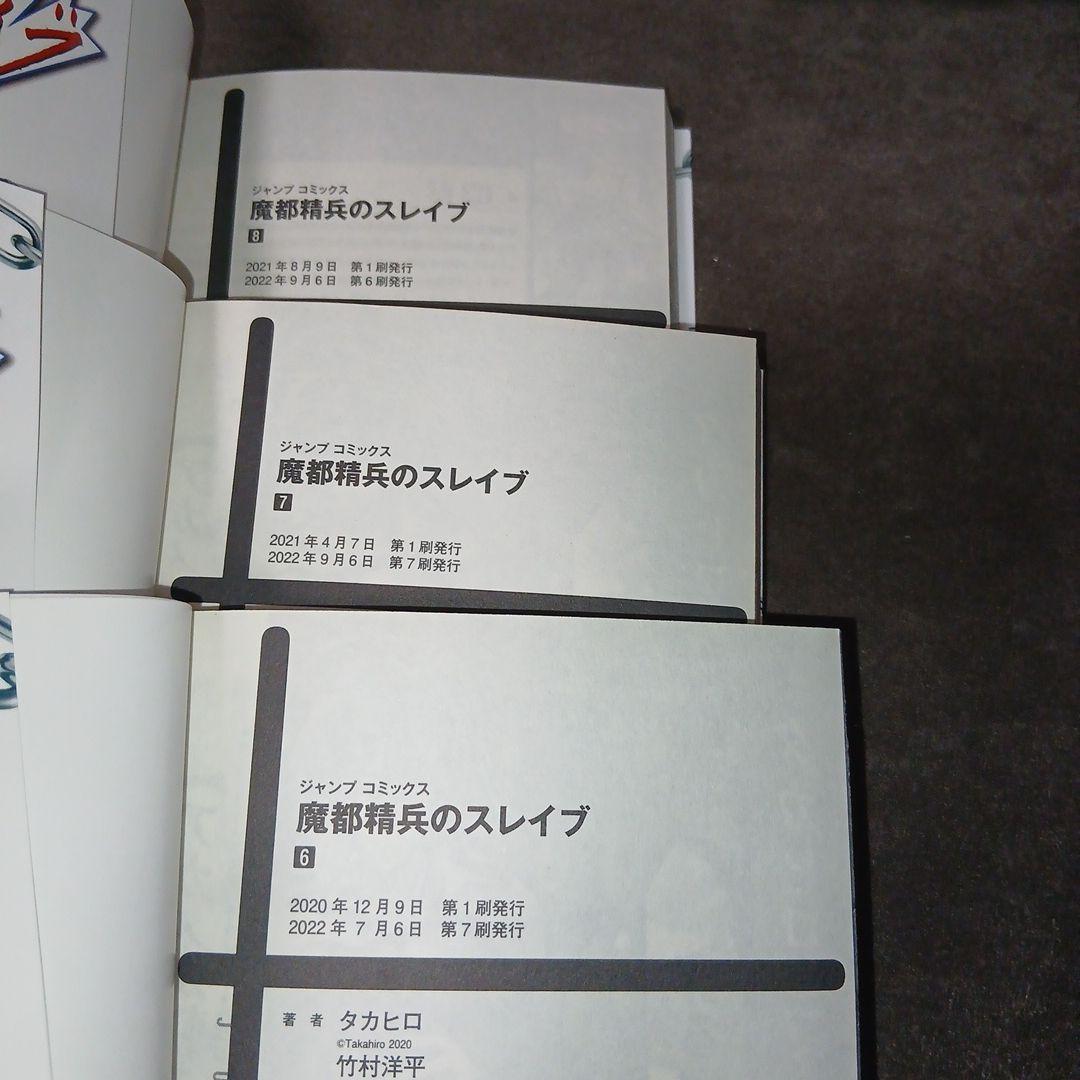 ジャンプ コミックス
魔都精兵のスレイブ
8
2021年8月9日 第1刷発行
2022年9月6日 第6刷発行
ジャンプ コミックス
魔都精兵のスレイブ
7
2021年4月7日 第1刷発行
2022年9月6日 第7刷発行
ジャンプ コミックス
魔都精兵のスレイブ
6
2020年12月9日 第1刷発行
2022年 7月6日 第7刷発行
著者 タカヒロ
©Takahiro 2020
竹村洋平